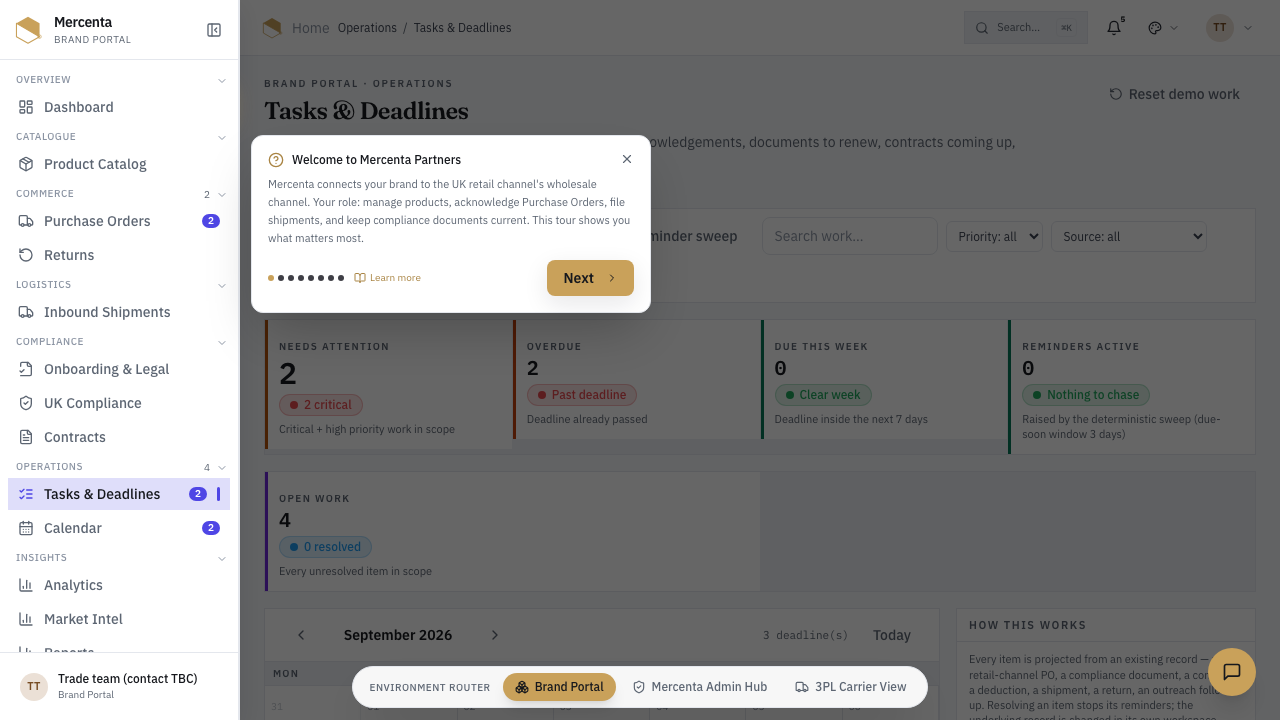 Mercenta
BRAND PORTAL
OVERVIEW
Dashboard
CATALOGUE
Product Catalog
COMMERCE 2
Purchase Orders 2
Returns
LOGISTICS
Inbound Shipments
COMPLIANCE
Onboarding & Legal
UK Compliance
Contracts
OPERATIONS 4
Tasks & Deadlines 2
Calendar 2
INSIGHTS
Analytics
Market Intel
Reports
TT
Trade team (contact TBC)
Brand Portal
Home Operations / Tasks & Deadlines
Search... ⌘K
5
TT
BRAND PORTAL · OPERATIONS
Tasks & Deadlines
Reset demo work
documents to renew, contracts coming up,
Welcome to Mercenta Partners
Mercenta connects your brand to the UK retail channel's wholesale
channel. Your role: manage products, acknowledge Purchase Orders, file
shipments, and keep compliance documents current. This tour shows you
what matters most.
Learn more
Next
sweep
Search work...
Priority: all
Source: all
NEEDS ATTENTION
2
2 critical
Critical + high priority work in scope
OVERDUE
2
Past deadline
Deadline already passed
DUE THIS WEEK
0
Clear week
Deadline inside the next 7 days
REMINDERS ACTIVE
0
Nothing to chase
Raised by the deterministic sweep (due-
soon window 3 days)
OPEN WORK
4
0 resolved
Every unresolved item in scope
September 2026
3 deadline(s)
Today
MON
31
HOW THIS WORKS
Every item is projected from an existing record —
retail-channel PO, a compliance document, a
a deduction, a shipment, a return, an outreach
up. Resolving an item stops its reminders; the
underlying record is changed in its own
ENVIRONMENT ROUTER
Brand Portal
Mercenta Admin Hub
3PL Carrier View